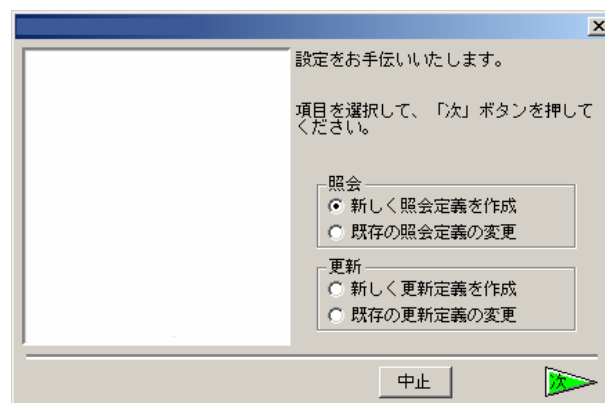 設定をお手伝いいたします。
項目を選択して、「次」ボタンを押して
ください。
照会
新しく照会定義を作成
既存の照会定義の変更
更新
新しく更新定義を作成
既存の更新定義の変更
中止
次